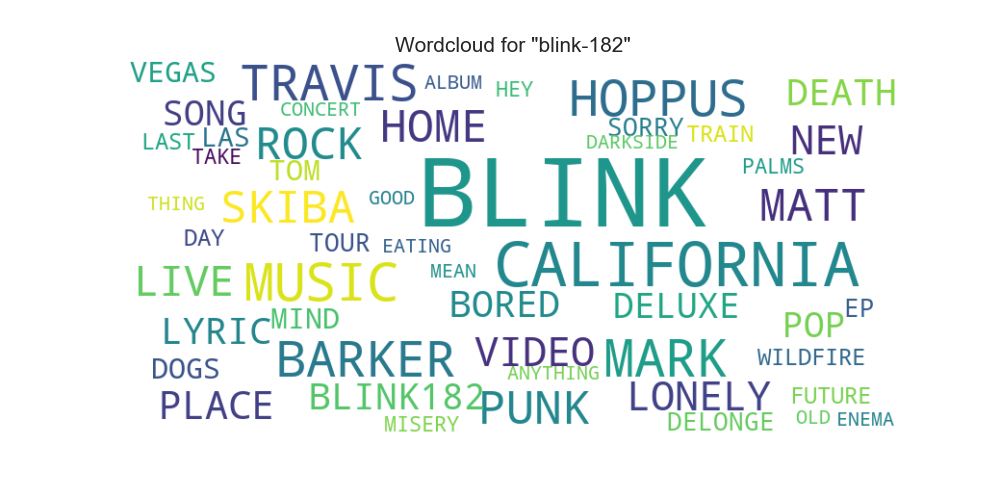 Wordcloud for "blink-182"
VEGAS
TRAVIS
ALBUM
HEY
HOPPUS
DEATH
SONG
CONCERT
HOME
SORRY
TRAIN
NEW
LAST
LAS
ROCK
DARKSIDE
TAKE
TOM
BLINK
PALMS
THING
SKIBA
GOOD
MATT
DAY
TOUR
EATING
CALIFORNIA
LIVE
MUSIC
MEAN
BORED
DELUXE
EP
LYRIC
MIND
POP
DOGS
BARKER
VIDEO
MARK
WILDFIRE
ANYTHING
PLACE
BLINK182
PUNK
LONELY
FUTURE
MISERY
DELONGE
OLD
ENEMA